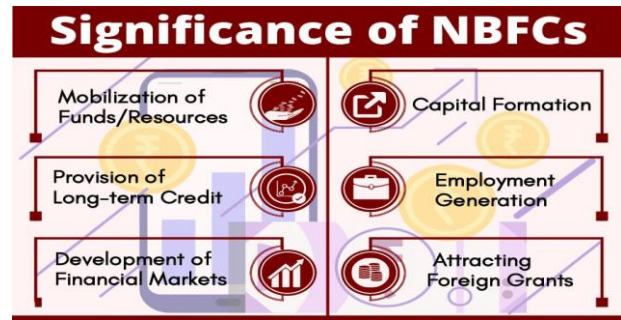 Significance of NBFCs
Mobilization of
Funds/Resources
Provision of
Long-term Credit
Development of
Financial Markets
Capital Formation
Employment
Generation
Attracting
Foreign Grants